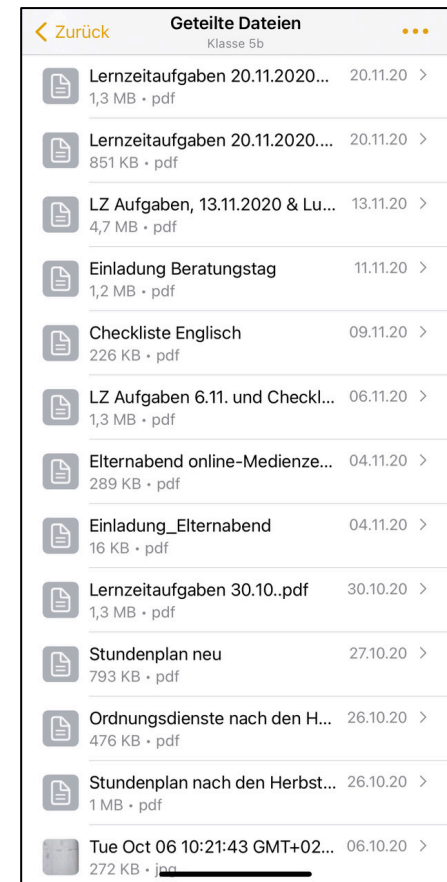 Zurück
Geteilte Dateien
Klasse 5b
Lernzeitaufgaben 20.11.2020... 20.11.20
1,3 MB • pdf
Lernzeitaufgaben 20.11.2020.... 20.11.20
851 KB • pdf
LZ Aufgaben, 13.11.2020 & Lu... 13.11.20
4,7 MB • pdf
Einladung Beratungstag 11.11.20
1,2 MB • pdf
Checkliste Englisch 09.11.20
226 KB • pdf
LZ Aufgaben 6.11. und Checkl... 06.11.20
1,3 MB • pdf
Elternabend online-Medienze... 04.11.20
289 KB • pdf
Einladung_Elternabend 04.11.20
16 KB • pdf
Lernzeitaufgaben 30.10..pdf 30.10.20
1,3 MB • pdf
Stundenplan neu 27.10.20
793 KB • pdf
Ordnungsdienste nach den H... 26.10.20
476 KB • pdf
Stundenplan nach den Herbst... 26.10.20
1 MB • pdf
Tue Oct 06 10:21:43 GMT+02... 06.10.20
272 KB • jpg